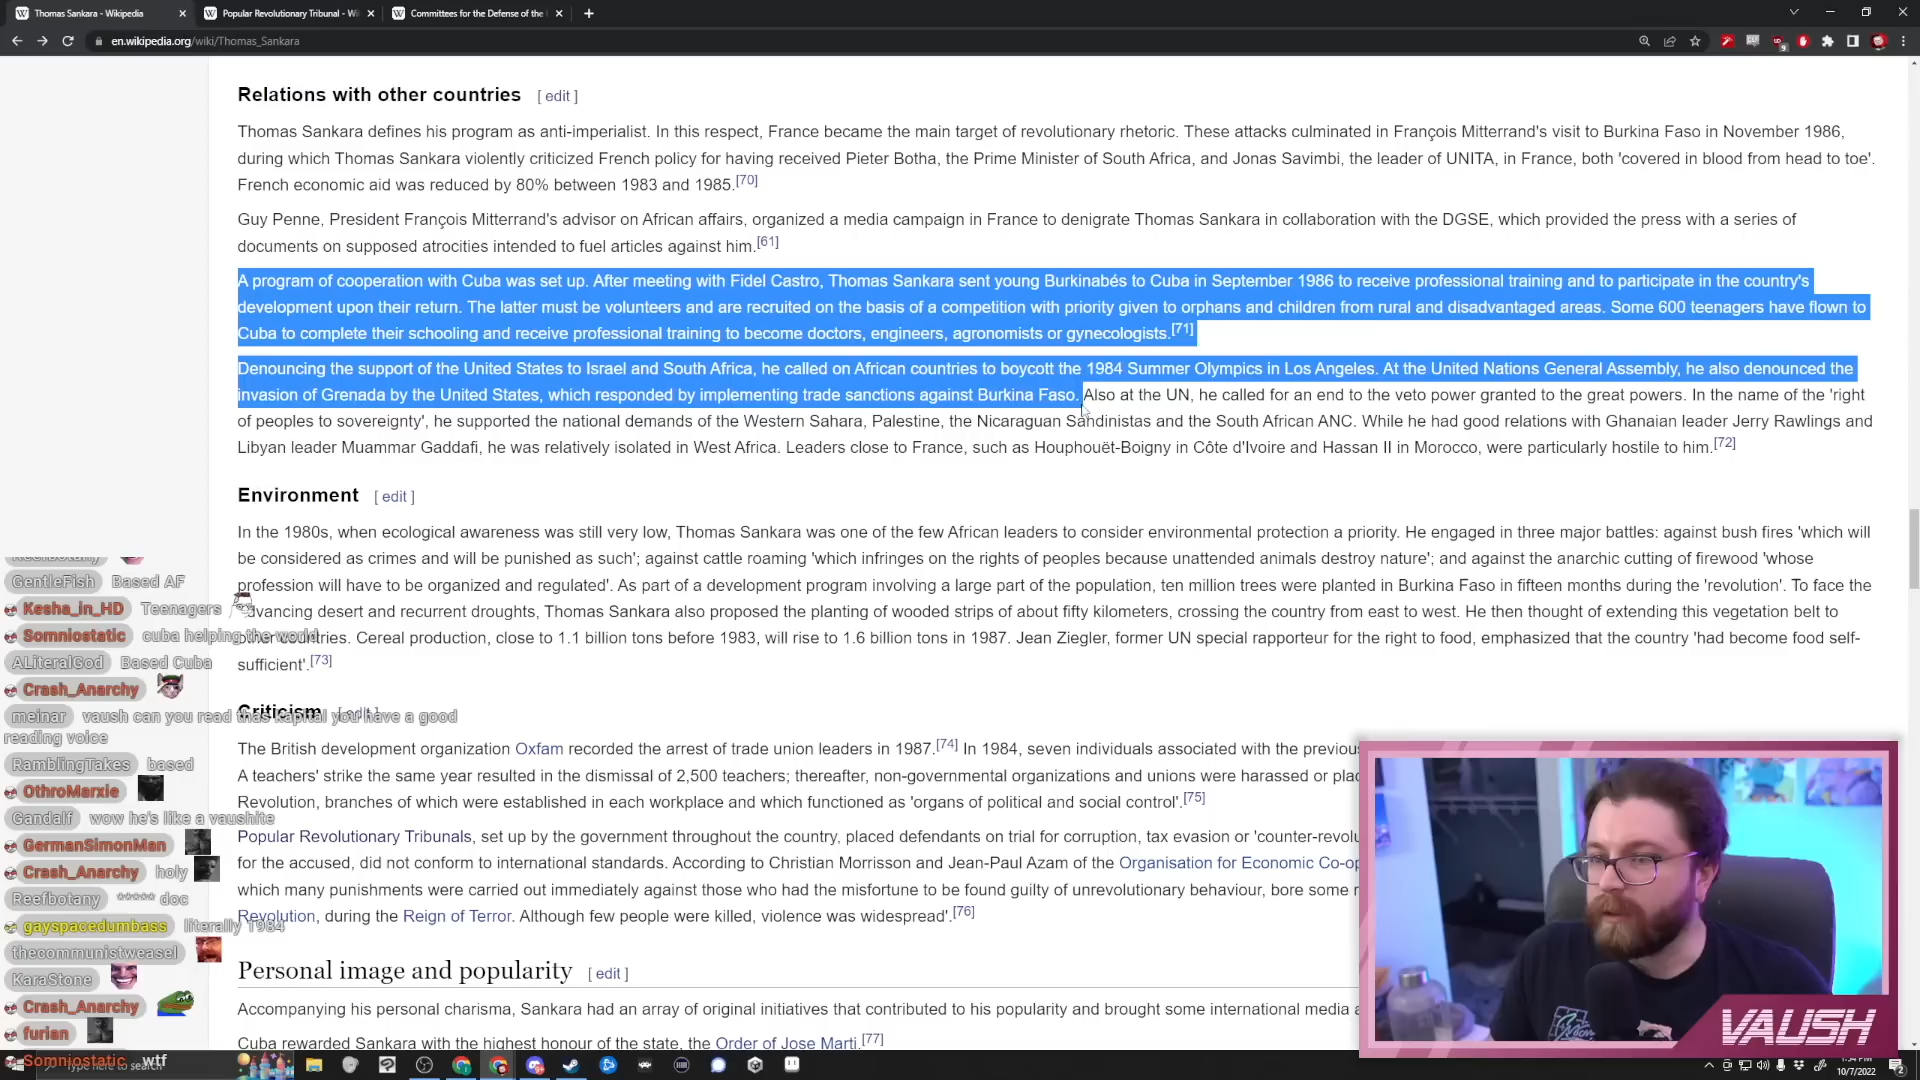 Thomas Sankara - Wikipedia
Popular Revolutionary Tribunal - Wi
Committees for the Defense of the
en.wikipedia.org/wiki/Thomas_Sankara
Relations with other countries [ edit ]
Thomas Sankara defines his program as anti-imperialist. In this respect, France became the main target of revolutionary rhetoric. These attacks culminated in François Mitterrand's visit to Burkina Faso in November 1986,
during which Thomas Sankara violently criticized French policy for having received Pieter Botha, the Prime Minister of South Africa, and Jonas Savimbi, the leader of UNITA, in France, both 'covered in blood from head to toe'.
French economic aid was reduced by 80% between 1983 and 1985.[70]
Guy Penne, President François Mitterrand's advisor on African affairs, organized a media campaign in France to denigrate Thomas Sankara in collaboration with the DGSE, which provided the press with a series of
documents on supposed atrocities intended to fuel articles against him.[61]
A program of cooperation with Cuba was set up. After meeting with Fidel Castro, Thomas Sankara sent young Burkinabés to Cuba in September 1986 to receive professional training and to participate in the country's
development upon their return. The latter must be volunteers and are recruited on the basis of a competition with priority given to orphans and children from rural and disadvantaged areas. Some 600 teenagers have flown to
Cuba to complete their schooling and receive professional training to become doctors, engineers, agronomists or gynecologists.[71]
Denouncing the support of the United States to Israel and South Africa, he called on African countries to boycott the 1984 Summer Olympics in Los Angeles. At the United Nations General Assembly, he also denounced the
invasion of Grenada by the United States, which responded by implementing trade sanctions against Burkina Faso. Also at the UN, he called for an end to the veto power granted to the great powers. In the name of the 'right
of peoples to sovereignty', he supported the national demands of the Western Sahara, Palestine, the Nicaraguan Sandinistas and the South African ANC. While he had good relations with Ghanaian leader Jerry Rawlings and
Libyan leader Muammar Gaddafi, he was relatively isolated in West Africa. Leaders close to France, such as Houphouët-Boigny in Côte d'Ivoire and Hassan II in Morocco, were particularly hostile to him.[72]
Environment [ edit ]
In the 1980s, when ecological awareness was still very low, Thomas Sankara was one of the few African leaders to consider environmental protection a priority. He engaged in three major battles: against bush fires 'which will
be considered as crimes and will be punished as such'; against cattle roaming 'which infringes on the rights of peoples because unattended animals destroy nature'; and against the anarchic cutting of firewood 'whose
profession will have to be organized and regulated'. As part of a development program involving a large part of the population, ten million trees were planted in Burkina Faso in fifteen months during the 'revolution'. To face the
advancing desert and recurrent droughts, Thomas Sankara also proposed the planting of wooded strips of about fifty kilometers, crossing the country from east to west. He then thought of extending this vegetation belt to
other countries. Cereal production, close to 1.1 billion tons before 1983, will rise to 1.6 billion tons in 1987. Jean Ziegler, former UN special rapporteur for the right to food, emphasized that the country 'had become food self-
sufficient'.[73]
Criticism [ edit ]
The British development organization Oxfam recorded the arrest of trade union leaders in 1987.[74] In 1984, seven individuals associated with the previous
A teachers' strike the same year resulted in the dismissal of 2,500 teachers; thereafter, non-governmental organizations and unions were harassed or plac
Revolution, branches of which were established in each workplace and which functioned as 'organs of political and social control'.[75]
Popular Revolutionary Tribunals, set up by the government throughout the country, placed defendants on trial for corruption, tax evasion or 'counter-revolu
for the accused, did not conform to international standards. According to Christian Morrisson and Jean-Paul Azam of the Organisation for Economic Co-op
which many punishments were carried out immediately against those who had the misfortune to be found guilty of unrevolutionary behaviour, bore some r
Revolution, during the Reign of Terror. Although few people were killed, violence was widespread'.[76]
Personal image and popularity [ edit ]
Accompanying his personal charisma, Sankara had an array of original initiatives that contributed to his popularity and brought some international media a
Cuba rewarded Sankara with the highest honour of the state, the Order of Jose Marti.[77]
GentleFish Based AF
Kesha_in_HD Teenagers
Somniostatic cuba helping the world
ALiteralGod Based Cuba
Crash_Anarchy
meinar vaush can you read thas kapital you have a good
reading voice
RamblingTakes based
OthroMarxie
Gandalf wow he's like a vaushite
GermanSimonMan
Crash_Anarchy holy
Reefbotany ***** doc
gayspacedumbass literally 1984
thecommunistweasel
KaraStone
Crash_Anarchy
furian
Somniostatic wtf
Type here to search
VAUSH
1:54 PM
10/7/2022